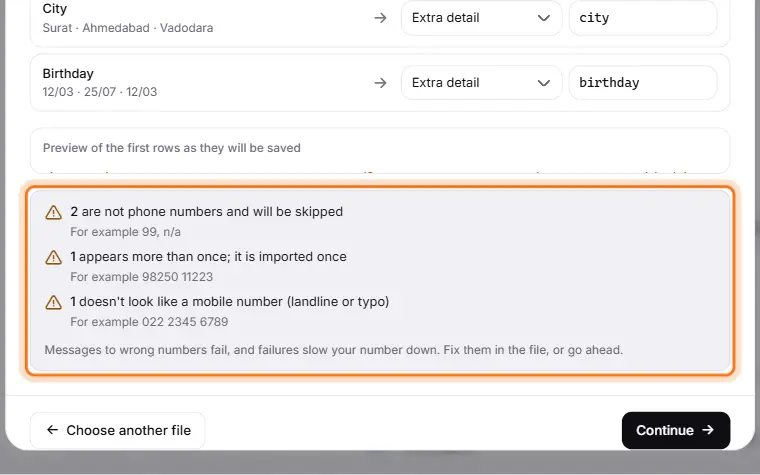 City
Surat · Ahmedabad · Vadodara
Extra detail
city
Birthday
12/03 · 25/07 · 12/03
Extra detail
birthday
Preview of the first rows as they will be saved
2 are not phone numbers and will be skipped
For example 99, n/a
1 appears more than once; it is imported once
For example 98250 11223
1 doesn't look like a mobile number (landline or typo)
For example 022 2345 6789
Messages to wrong numbers fail, and failures slow your number down. Fix them in the file, or go ahead.
Choose another file
Continue